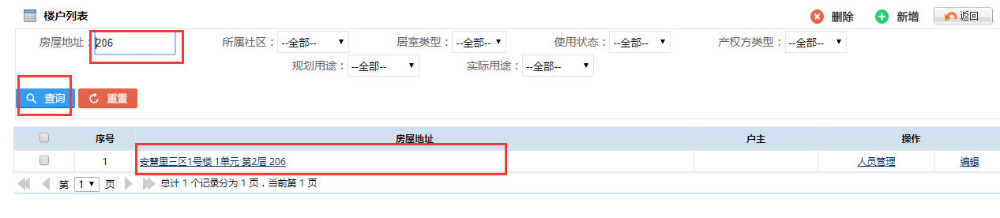 楼户列表 删除 新增 返回
房屋地址： 206 所属社区： --全部-- 居室类型： --全部-- 使用状态： --全部-- 产权方类型： --全部--
规划用途： --全部-- 实际用途： --全部--
查询 重置
序号 房屋地址 户主 操作
1 安慧里三区1号楼 1单元 第2层 206 人员管理 编辑
第 1 页 总计 1 个记录分为 1 页，当前第 1 页